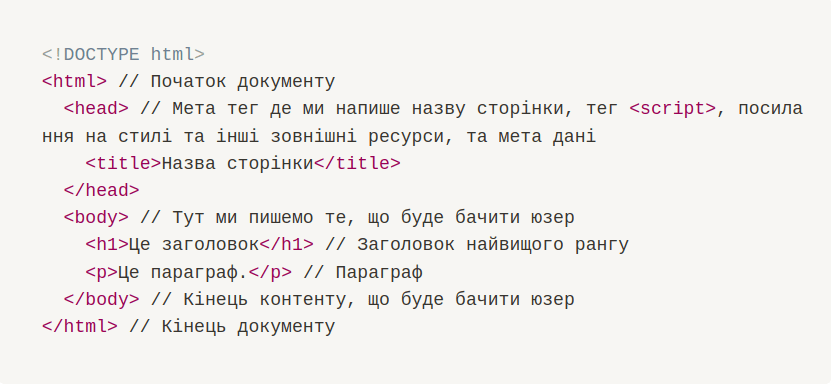 <!DOCTYPE html>
<html> // Початок документу
  <head> // Мета тег де ми напише назву сторінки, тег <script>, посила
ння на стилі та інші зовнішні ресурси, та мета дані
    <title>Назва сторінки</title>
  </head>
  <body> // Тут ми пишемо те, що буде бачити юзер
    <h1>Це заголовок</h1> // Заголовок найвищого рангу
    <p>Це параграф.</p> // Параграф
  </body> // Кінець контенту, що буде бачити юзер
</html> // Кінець документу